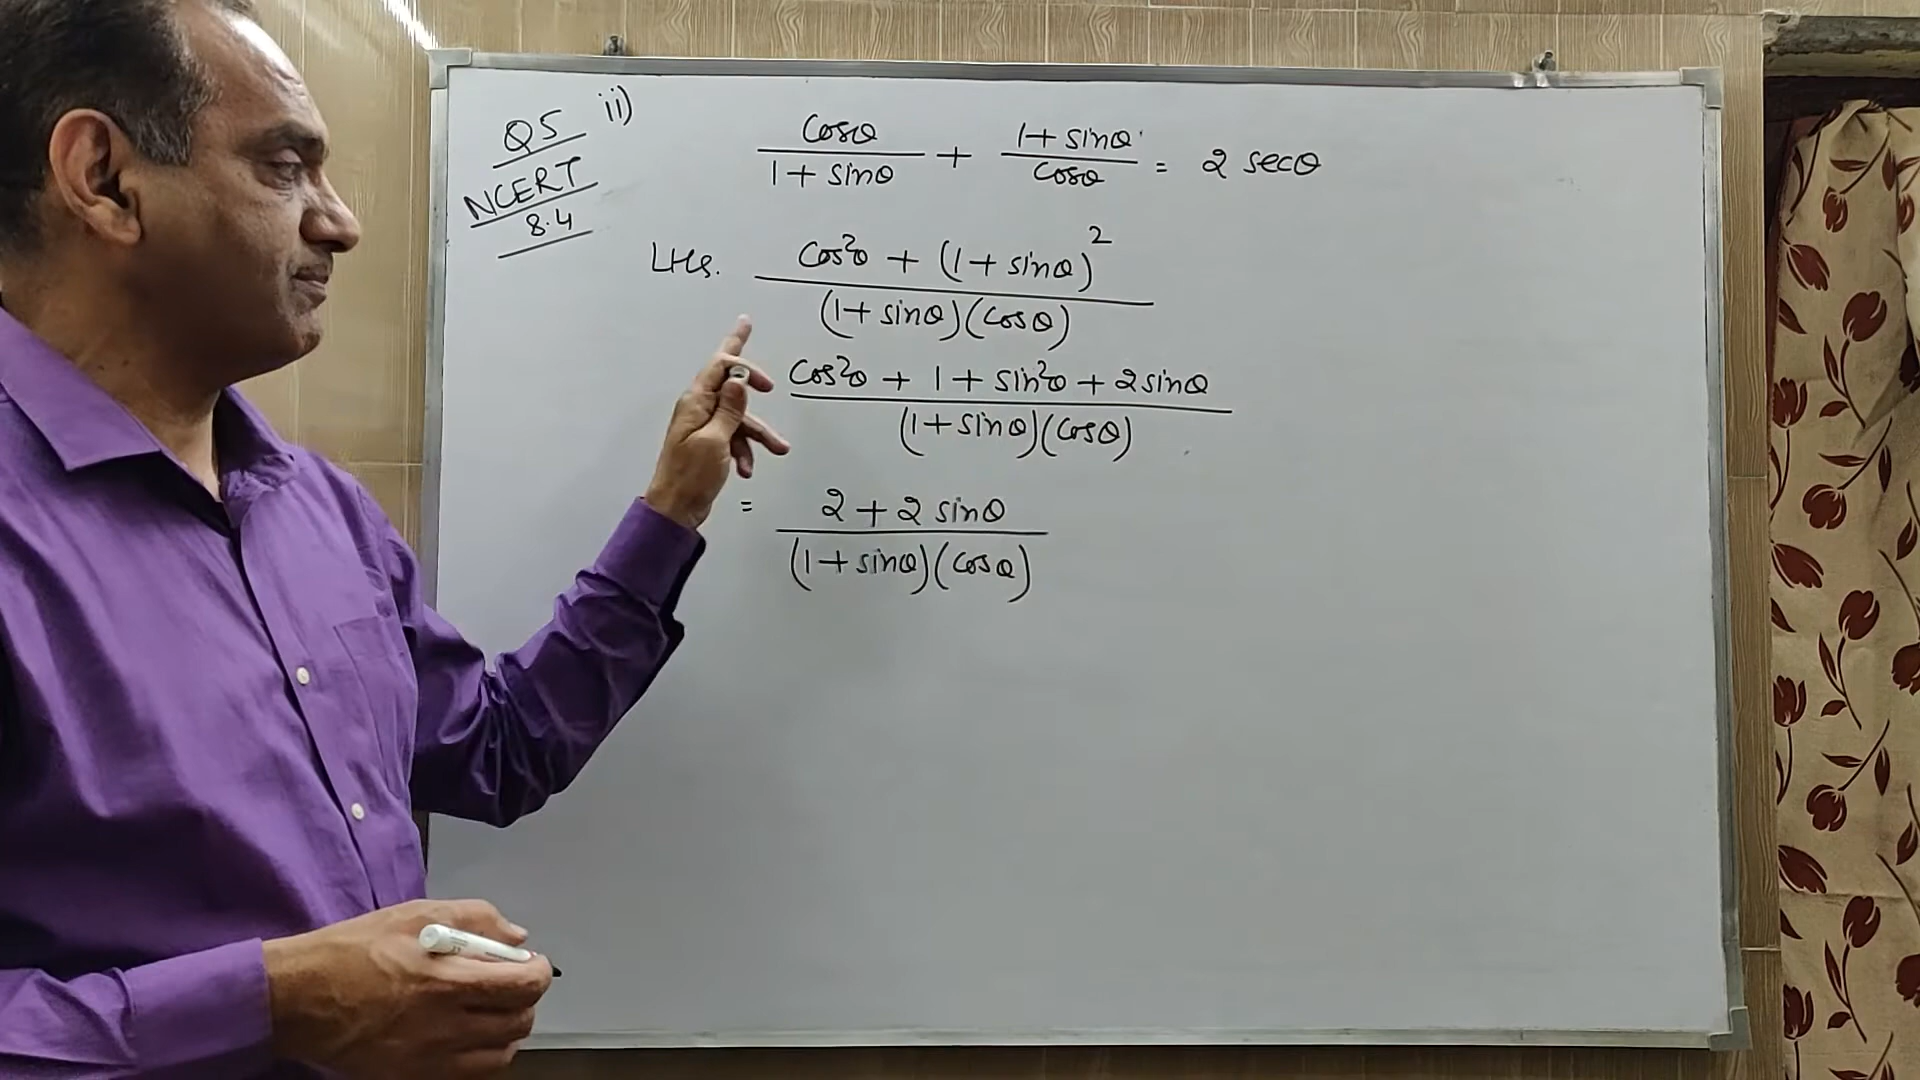 Q5 ii)
NCERT
8.4
cosθ / 1 + sinθ + 1 + sinθ / cosθ = 2 secθ
LHS. cos²θ + (1 + sinθ)² / (1 + sinθ)(cosθ)
cos²θ + 1 + sin²θ + 2 sinθ / (1 + sinθ)(cosθ)
= 2 + 2 sinθ / (1 + sinθ)(cosθ)